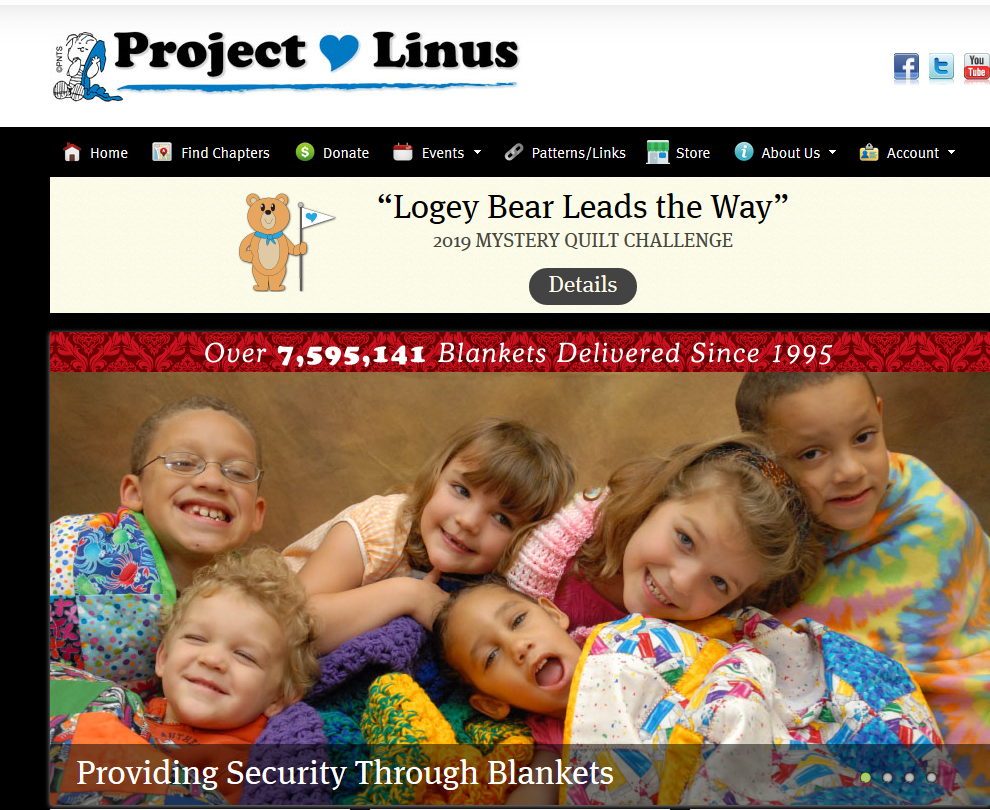 ©PNTS
Project Linus
You
Tube
Home Find Chapters Donate Events Patterns/Links Store About Us Account
“Logey Bear Leads the Way”
2019 MYSTERY QUILT CHALLENGE
Details
Over 7,595,141 Blankets Delivered Since 1995
Providing Security Through Blankets